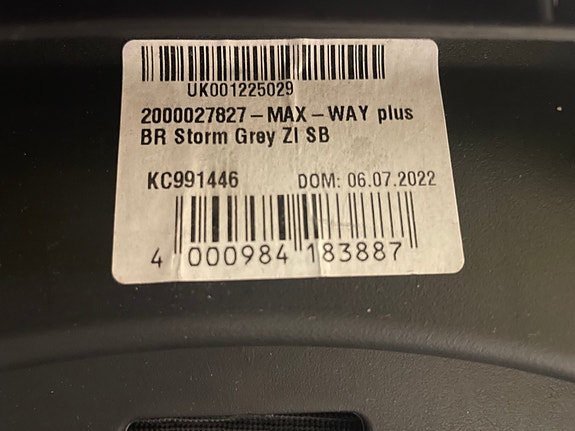 UK001225029
2000027827-MAX-WAY plus
BR Storm Grey ZI SB
KC991446 DOM: 06.07.2022
4 000984 183887